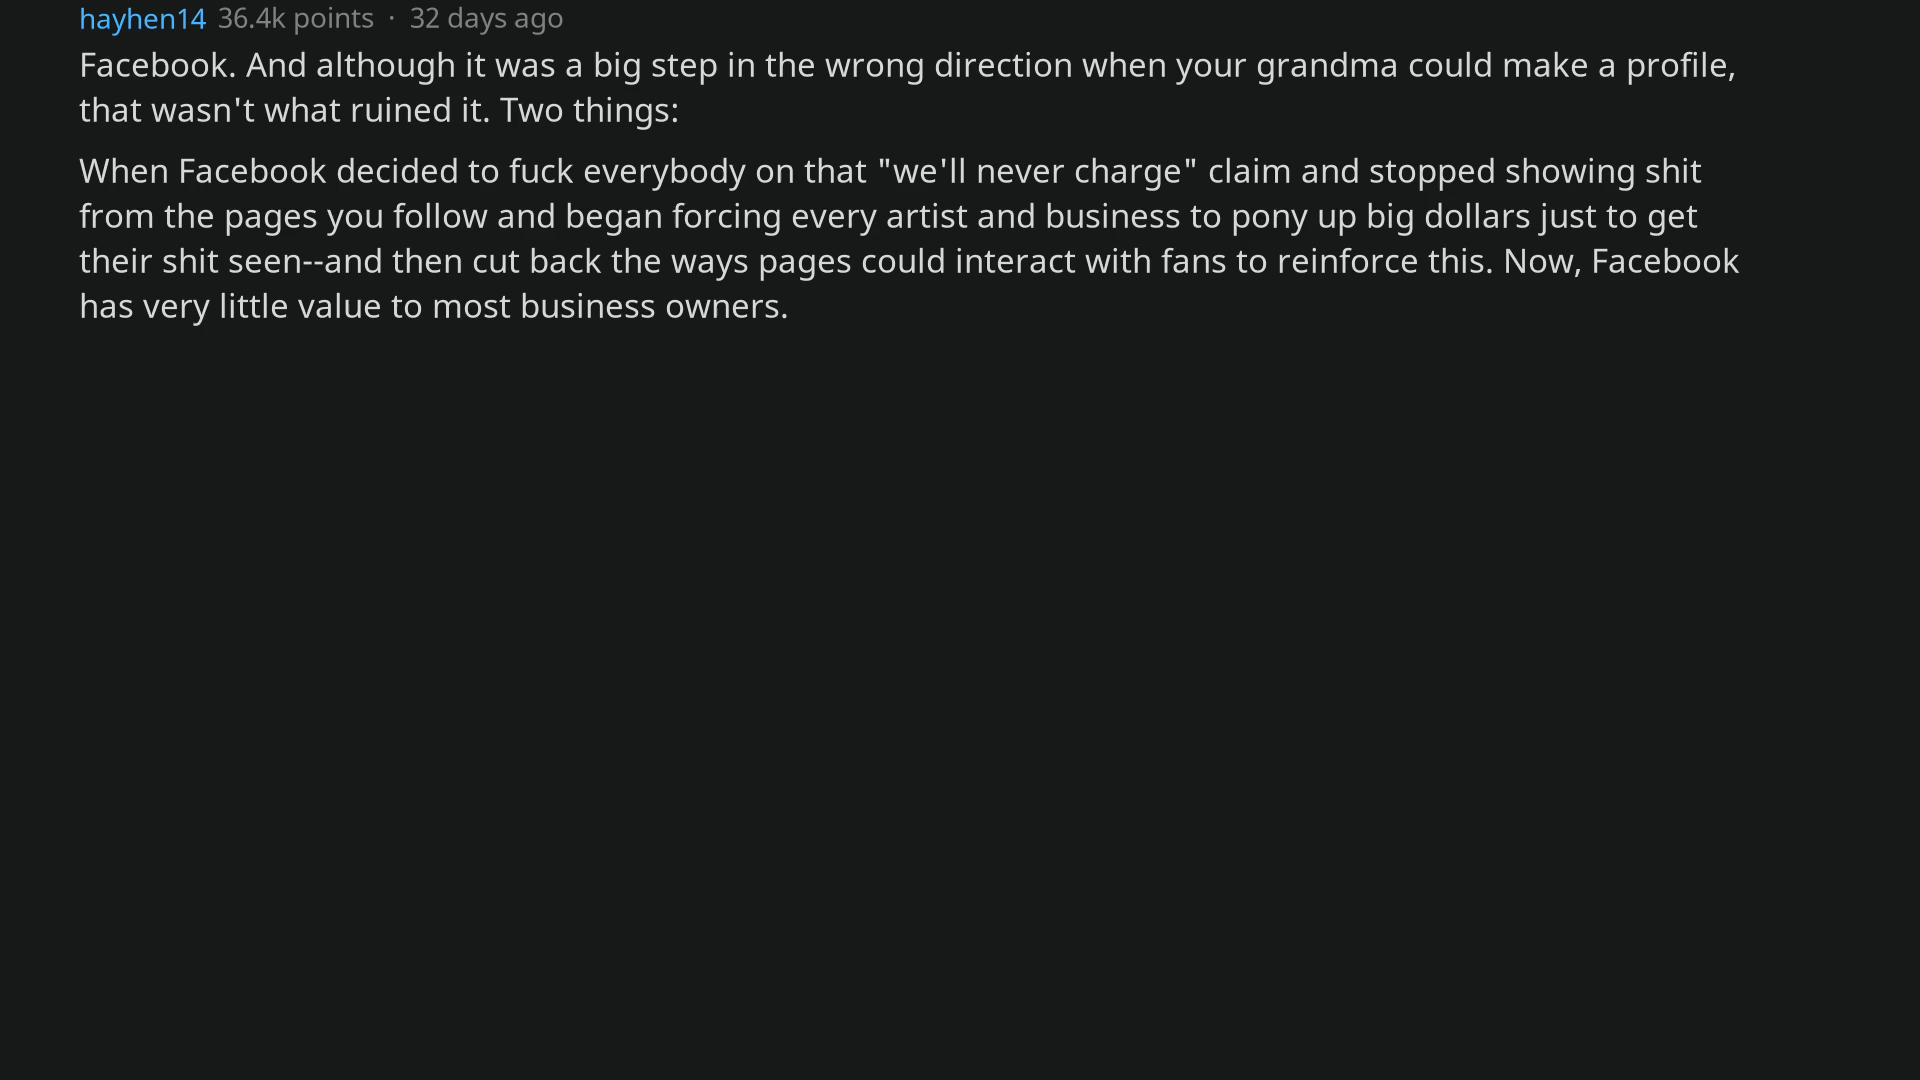 hayhen14 36.4k points · 32 days ago
Facebook. And although it was a big step in the wrong direction when your grandma could make a profile,
that wasn't what ruined it. Two things:
When Facebook decided to fuck everybody on that "we'll never charge" claim and stopped showing shit
from the pages you follow and began forcing every artist and business to pony up big dollars just to get
their shit seen--and then cut back the ways pages could interact with fans to reinforce this. Now, Facebook
has very little value to most business owners.